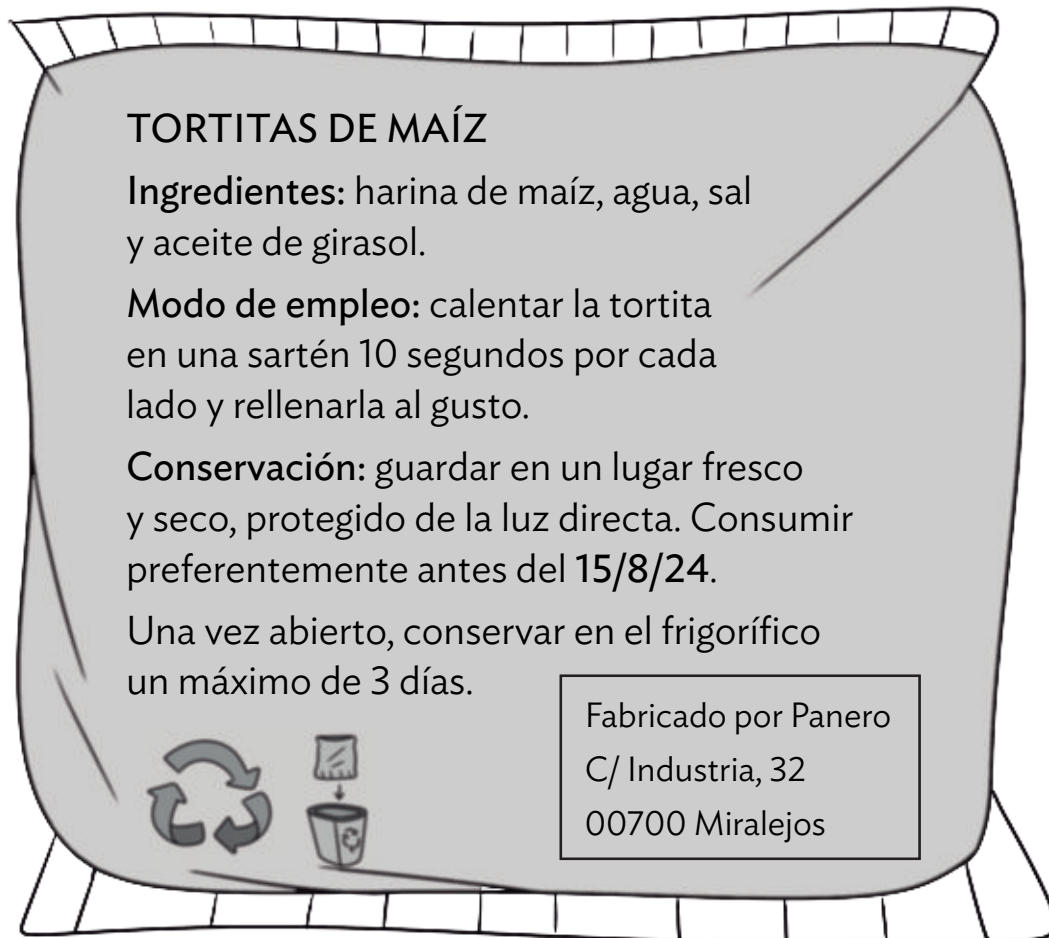 TORTITAS DE MAÍZ
Ingredientes: harina de maíz, agua, sal
y aceite de girasol.
Modo de empleo: calentar la tortita
en una sartén 10 segundos por cada
lado y rellenarla al gusto.
Conservación: guardar en un lugar fresco
y seco, protegido de la luz directa. Consumir
preferentemente antes del 15/8/24.
Una vez abierto, conservar en el frigorífico
un máximo de 3 días.
Fabricado por Panero
C/ Industria, 32
00700 Miralejos